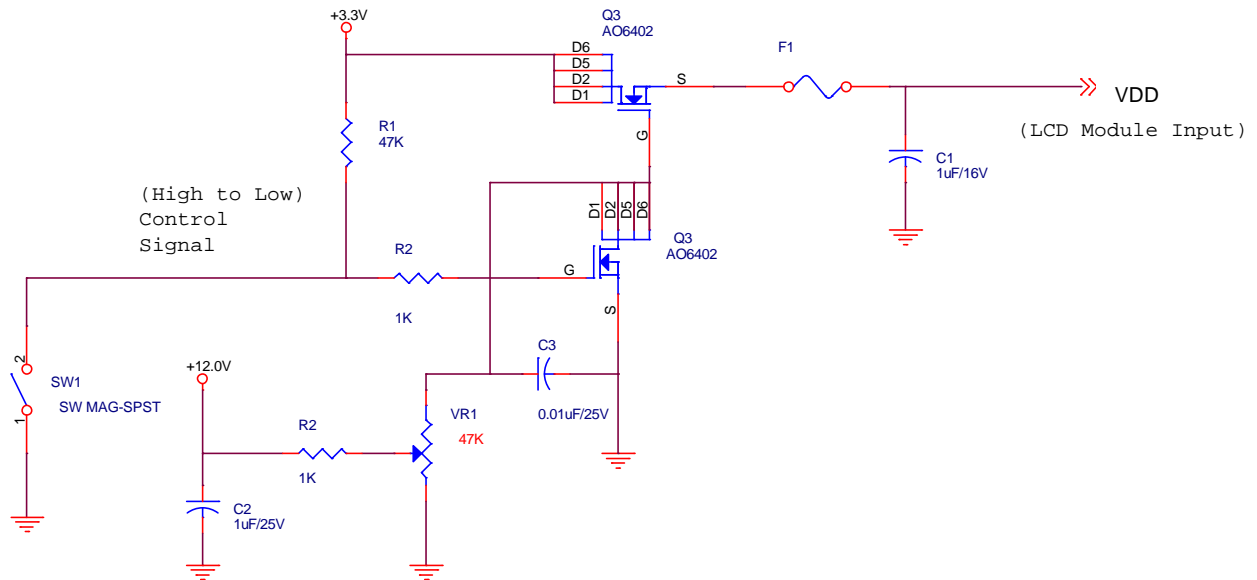 +3.3V
Q3
AO6402
D6
D5
D2
D1
S
G
F1
VDD
(LCD Module Input)
R1
47K
C1
1uF/16V
(High to Low)
Control
Signal
D1
D2
D5
D6
Q3
AO6402
R2
1K
G
S
2
1
SW1
SW MAG-SPST
+12.0V
C3
0.01uF/25V
VR1
47K
R2
1K
C2
1uF/25V